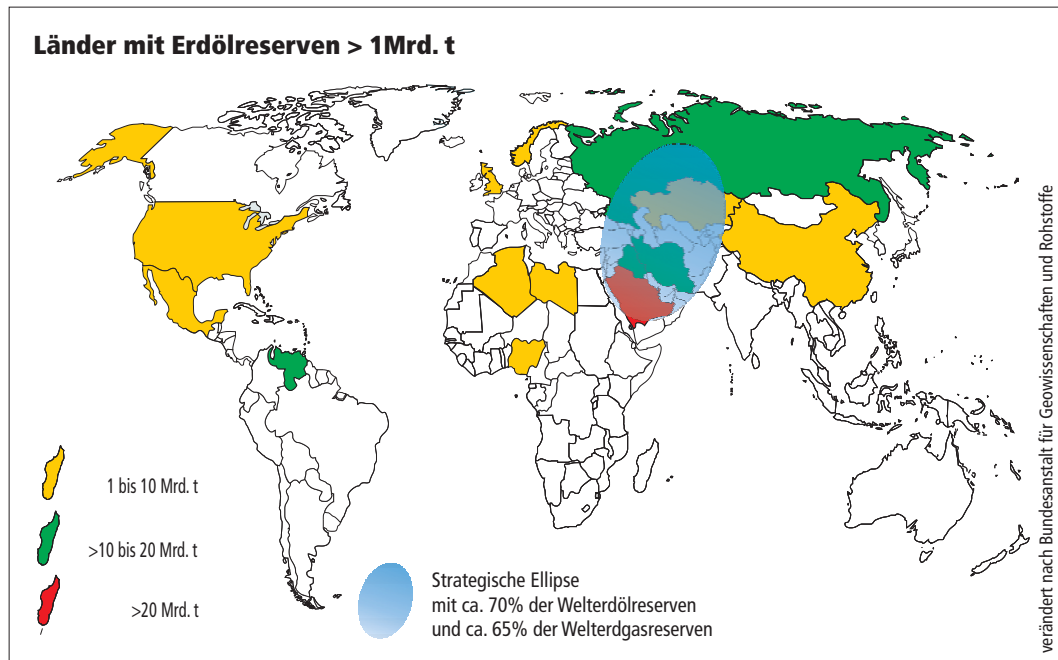 Länder mit Erdölreserven > 1Mrd. t
1 bis 10 Mrd. t
>10 bis 20 Mrd. t
>20 Mrd. t
Strategische Ellipse
mit ca. 70% der Welterdölreserven
und ca. 65% der Welterdgasreserven
verändert nach Bundesanstalt für Geowissenschaften und Rohstoffe